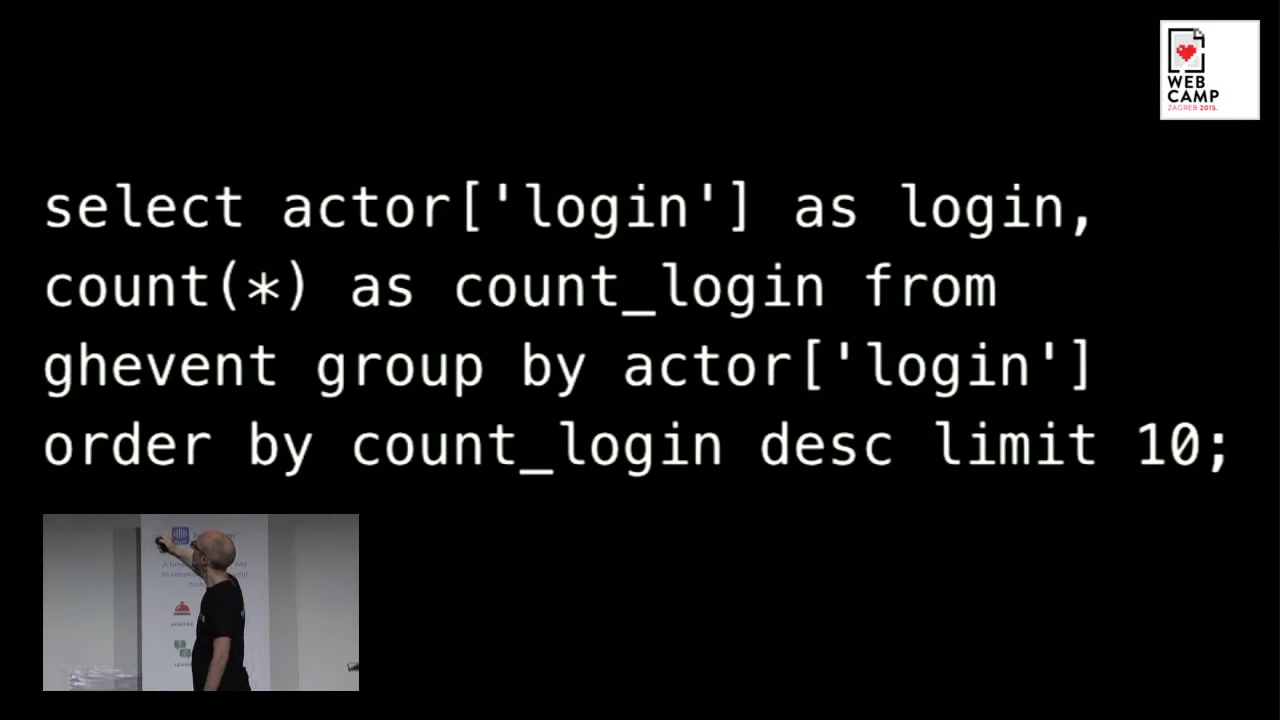 WEB
CAMP
ZAGREB 2015.
select actor['login'] as login,
count(*) as count_login from
ghevent group by actor['login']
order by count_login desc limit 10;
ACQUIRE